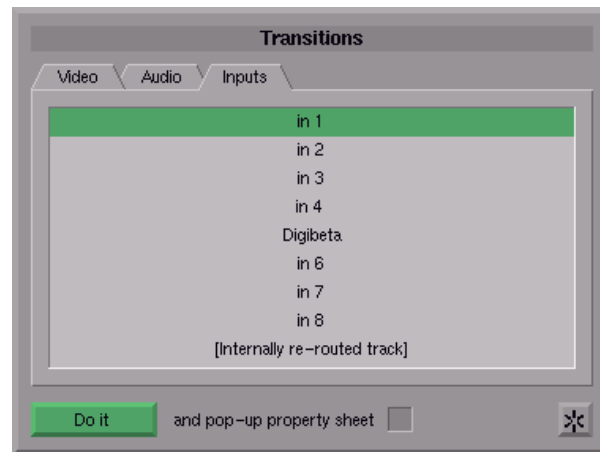 Transitions
Video Audio Inputs
in 1
in 2
in 3
in 4
Digibeta
in 6
in 7
in 8
[Internally re-routed track]
Do it and pop-up property sheet